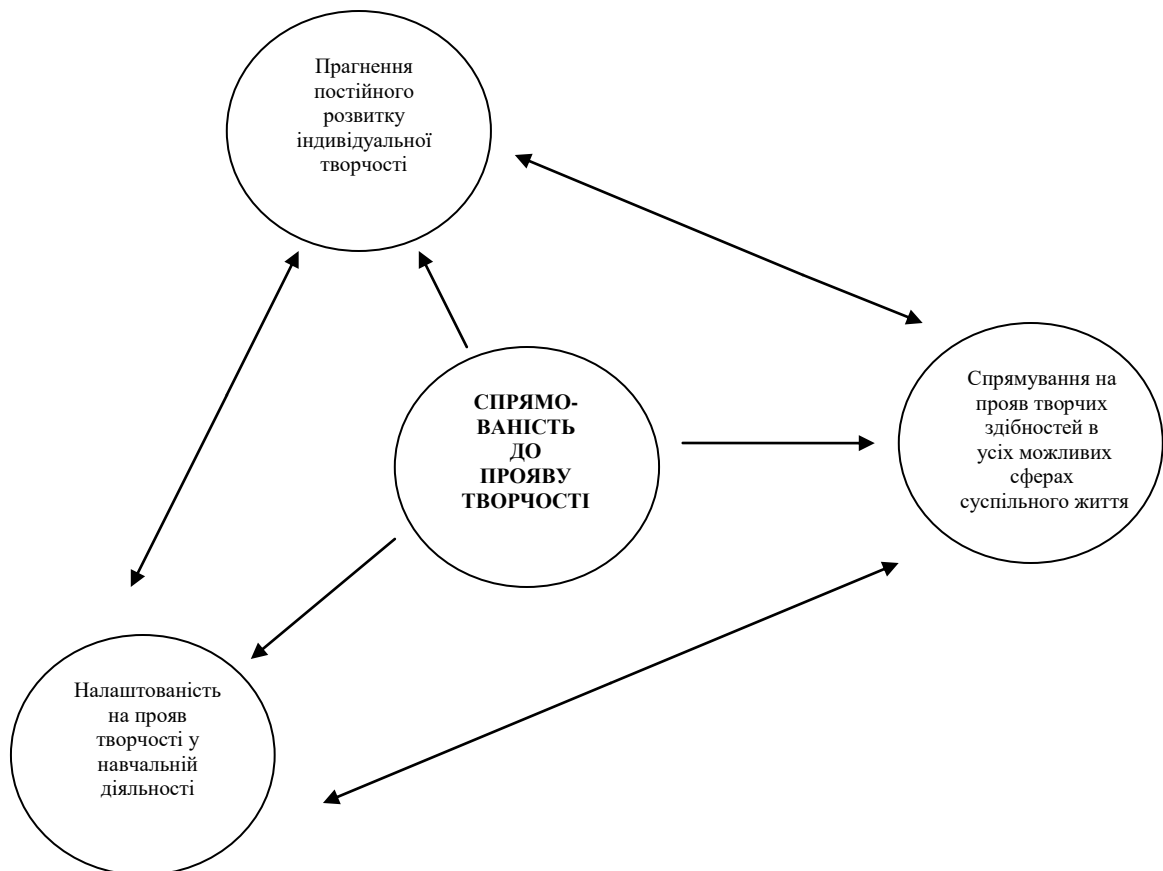 Прагнення
постійного
розвитку
індивідуальної
творчості
СПРЯМО-
ВАНІСТЬ
ДО
ПРОЯВУ
ТВОРЧОСТІ
Спрямування на
прояв творчих
здібностей в
усіх можливих
сферах
суспільного життя
Налаштованість
на прояв
творчості у
навчальній
діяльності